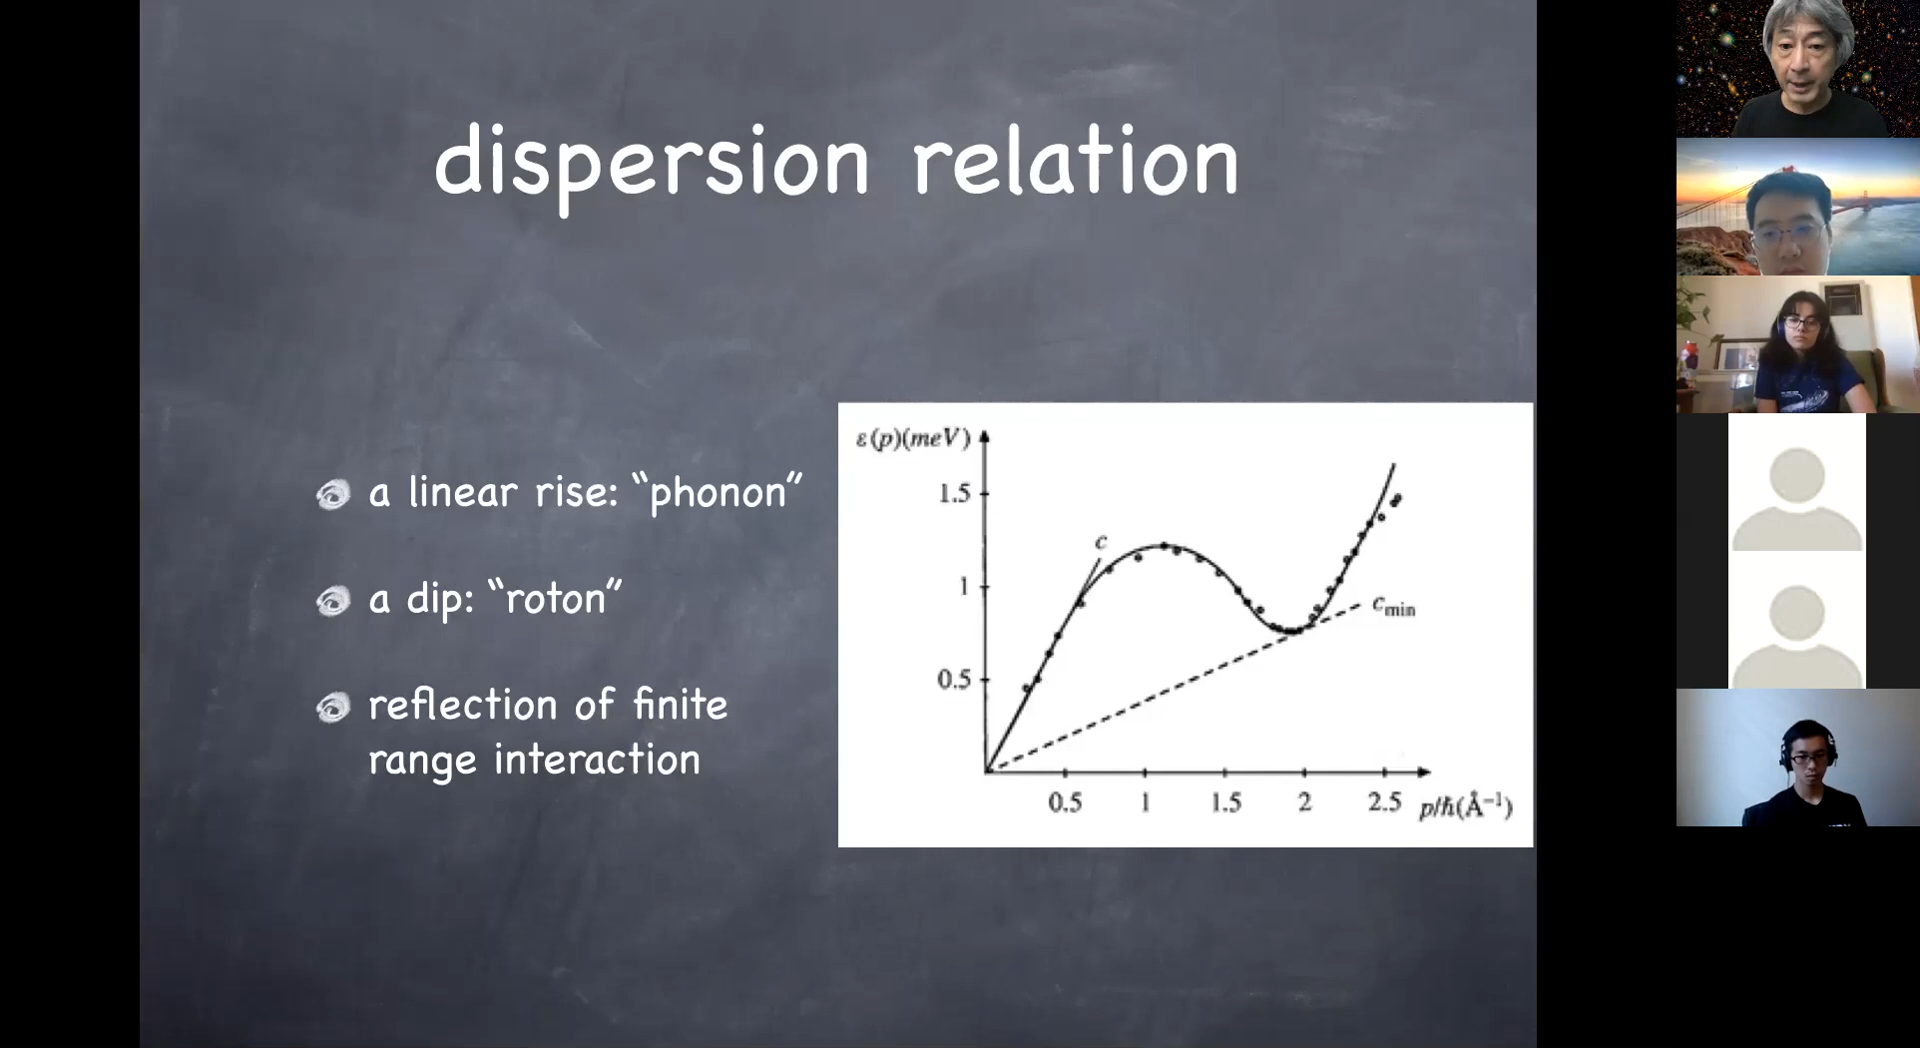 dispersion relation
a linear rise: “phonon”
a dip: “roton”
reflection of finite
range interaction
ε(p)(meV)
1.5
1
0.5
c
c_min
0.5 1 1.5 2 2.5 p/ħ(Å⁻¹)